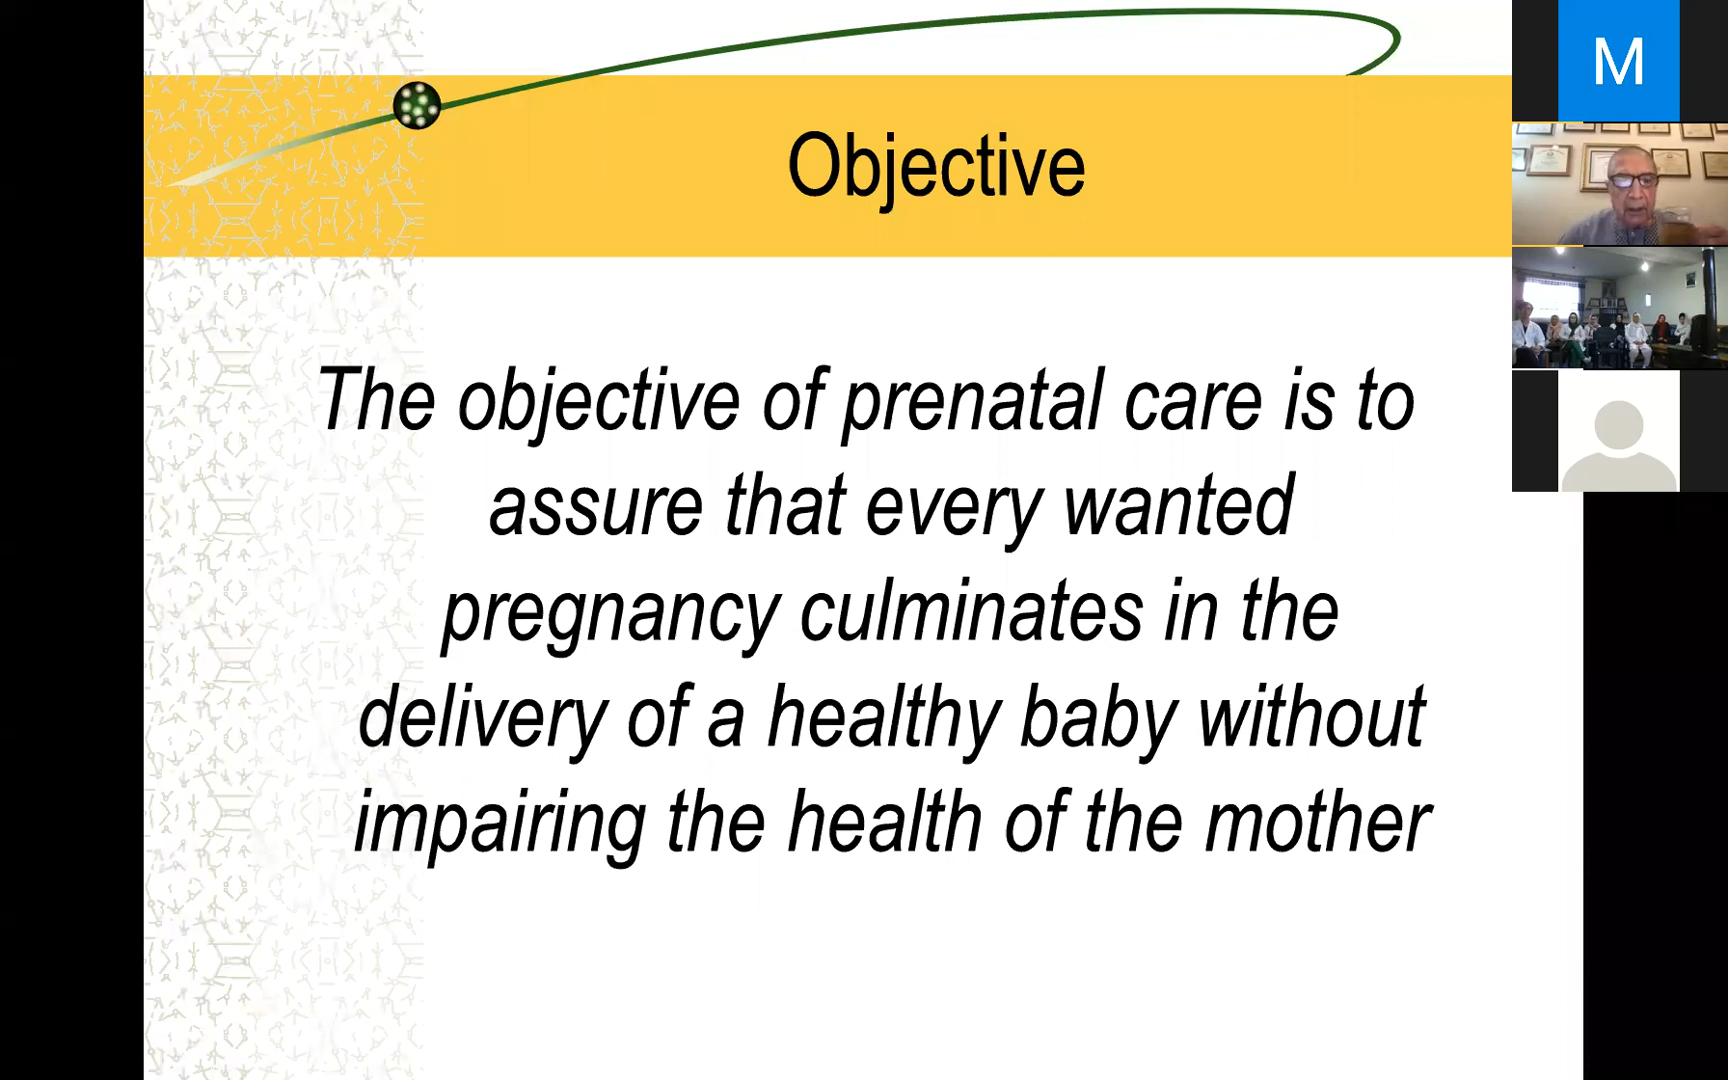 Objective
The objective of prenatal care is to
assure that every wanted
pregnancy culminates in the
delivery of a healthy baby without
impairing the health of the mother
M